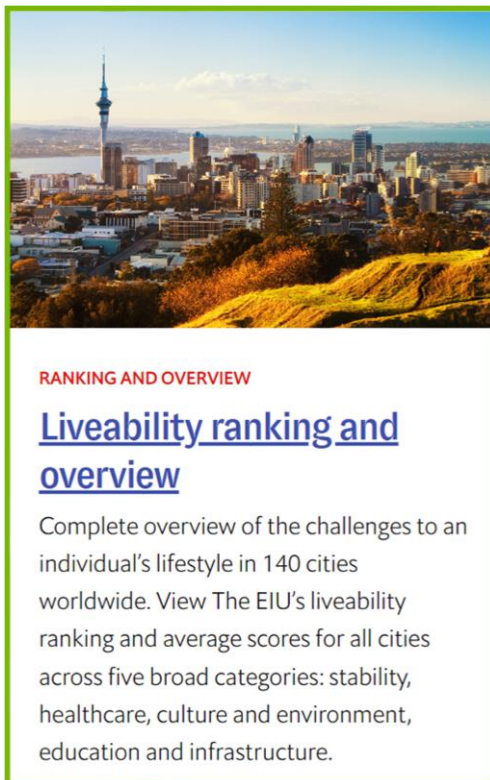 RANKING AND OVERVIEW
Liveability ranking and
overview
Complete overview of the challenges to an
individual’s lifestyle in 140 cities
worldwide. View The EIU’s liveability
ranking and average scores for all cities
across five broad categories: stability,
healthcare, culture and environment,
education and infrastructure.